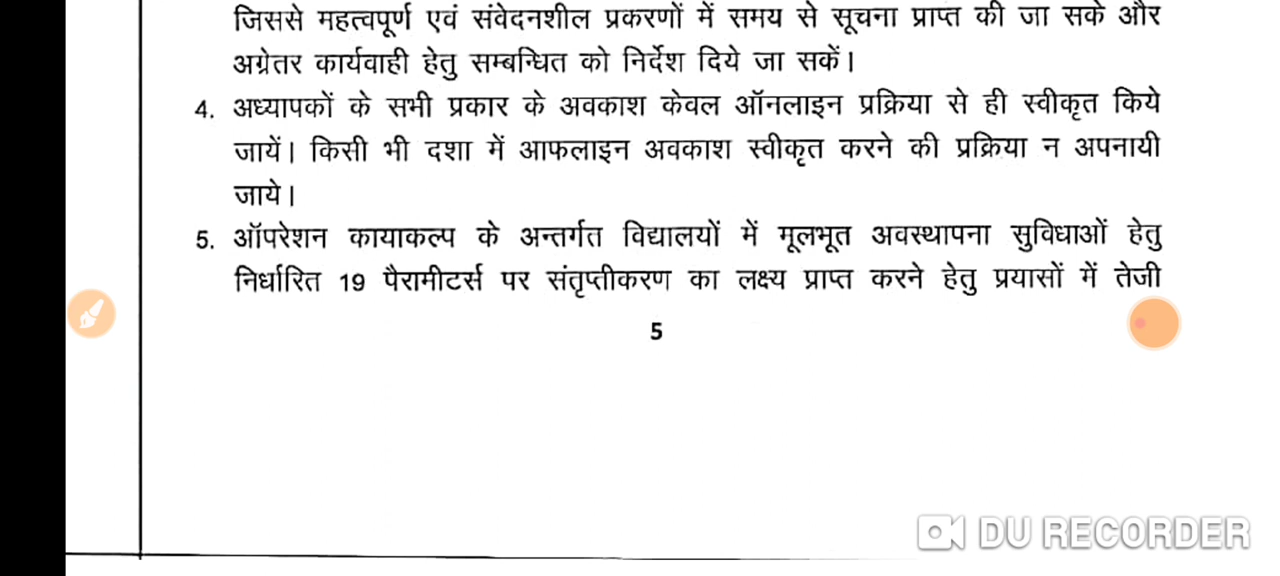 जिससे महत्वपूर्ण एवं संवेदनशील प्रकरणों में समय से सूचना प्राप्त की जा सके और
अग्रेतर कार्यवाही हेतु सम्बन्धित को निर्देश दिये जा सकें।
4. अध्यापकों के सभी प्रकार के अवकाश केवल ऑनलाइन प्रक्रिया से ही स्वीकृत किये
जायें। किसी भी दशा में आफलाइन अवकाश स्वीकृत करने की प्रक्रिया न अपनायी
जाये।
5. ऑपरेशन कायाकल्प के अन्तर्गत विद्यालयों में मूलभूत अवस्थापना सुविधाओं हेतु
निर्धारित 19 पैरामीटर्स पर संतृप्तीकरण का लक्ष्य प्राप्त करने हेतु प्रयासों में तेजी
5
DU RECORDER